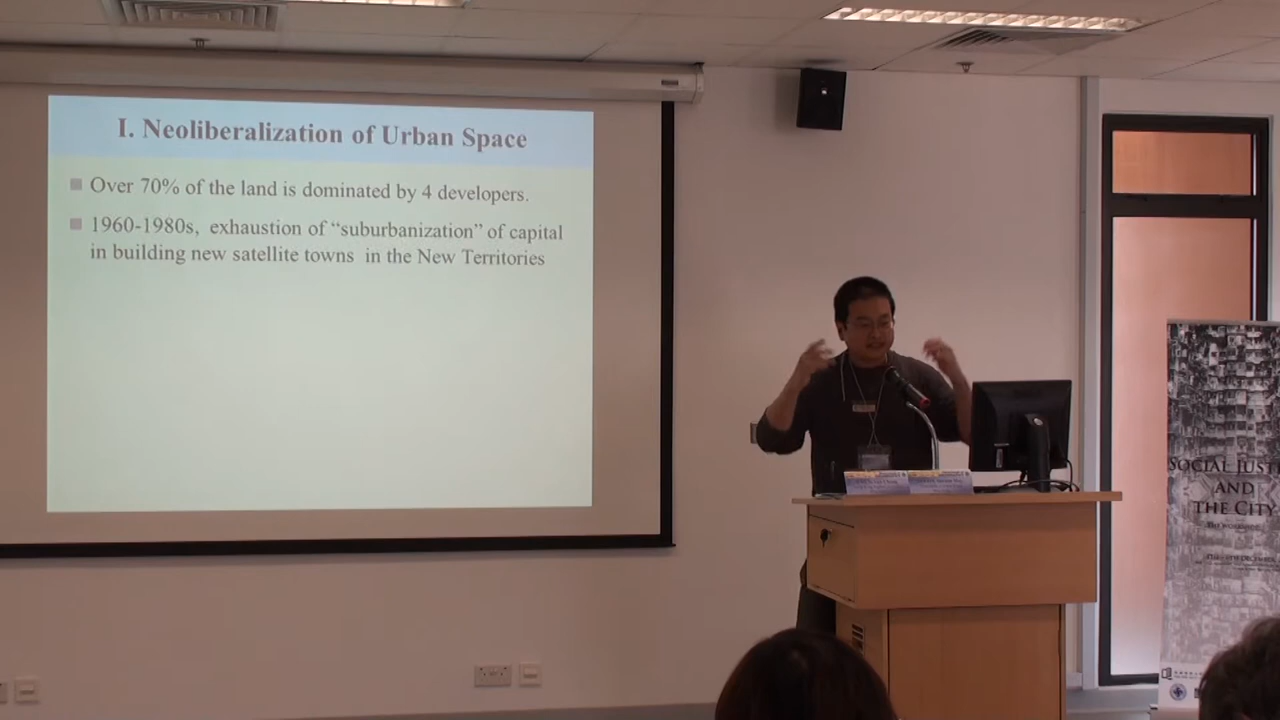 I. Neoliberalization of Urban Space
Over 70% of the land is dominated by 4 developers.
1960-1980s, exhaustion of “suburbanization” of capital
in building new satellite towns in the New Territories
SOCIAL JUST
AND
THE CITY